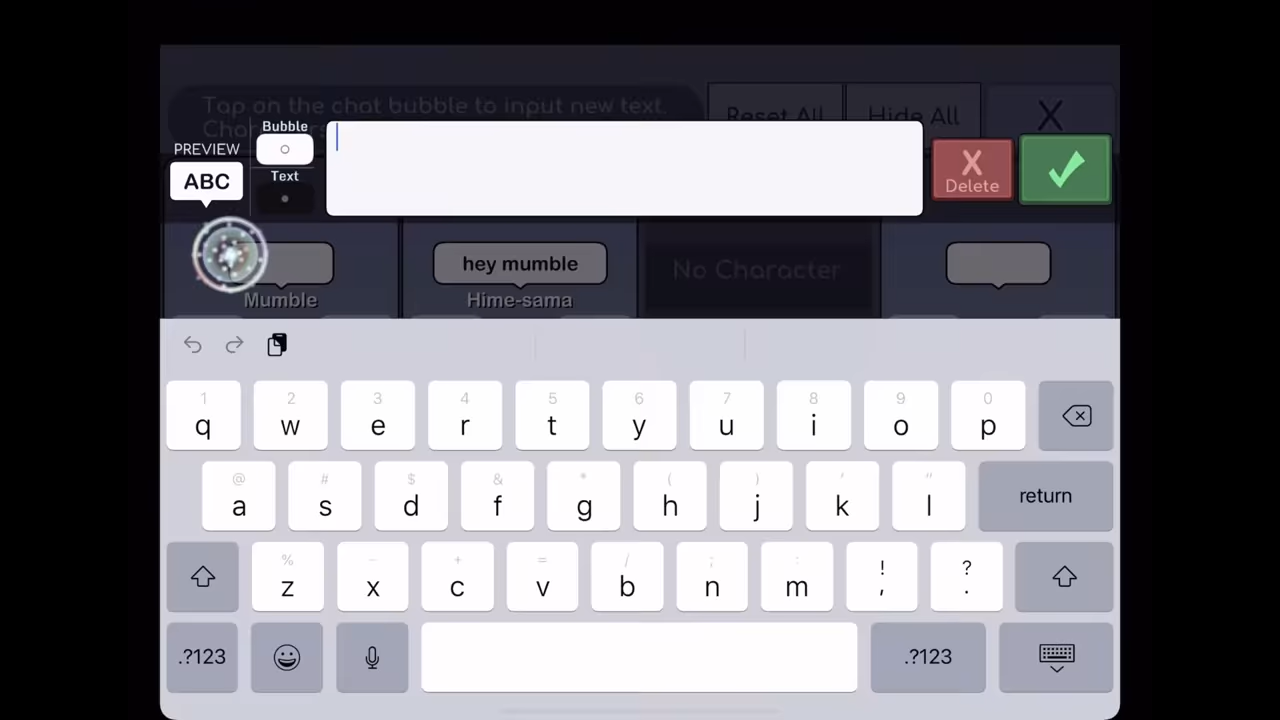 Tap on the chat bubble to input new text.
Reset All
Hide All
X
Bubble
PREVIEW
ABC
Text
X
Delete
hey mumble
No Character
Mumble
Hime-sama
1 2 3 4 5 6 7 8 9 0
q w e r t y u i o p
@ # $ & * ( ) ' "
a s d f g h j k l
return
% - + = / ; :
z x c v b n m ! , ? .
.?123
.?123